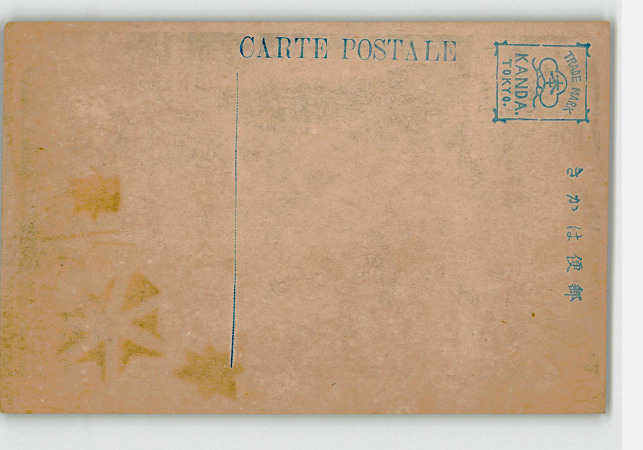 CARTE POSTALE
TRADE MARK
KANDA.
TOKYO.
きかは便郵